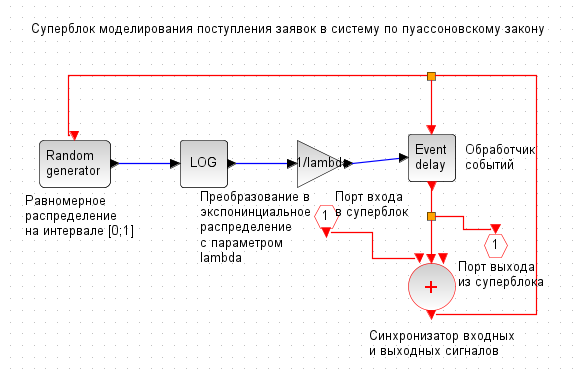 Суперблок моделирования поступления заявок в систему по пуассоновскому закону
Random
generator
LOG
1/lambda
Event
delay
Обработчик
событий
Равномерное
распределение
на интервале [0;1]
Преобразование в
экспонинциальное
распределение
с параметром
lambda
Порт входа
в суперблок
1
1
Порт выхода
из суперблока
+
Синхронизатор входных
и выходных сигналов